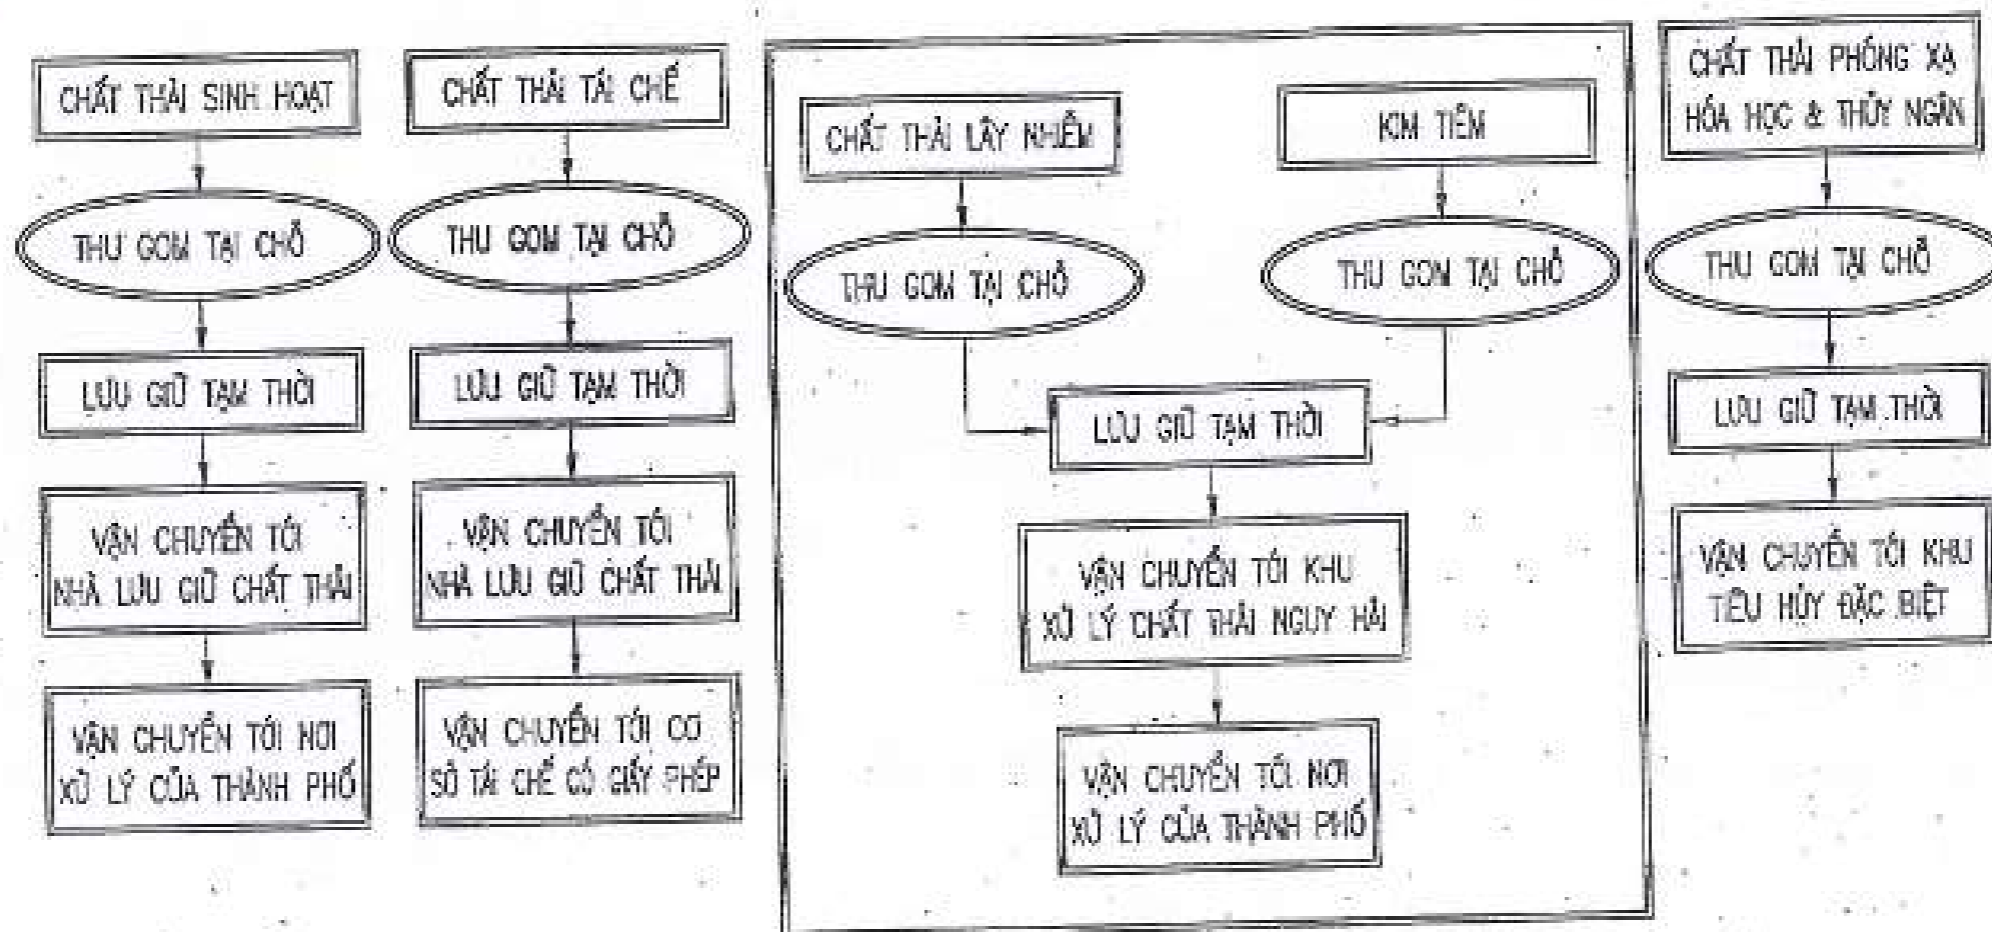 CHẤT THẢI SINH HOẠT
THU GOM TẠI CHỖ
LƯU GIỮ TẠM THỜI
VẬN CHUYỂN TỚI
NHÀ LƯU GIỮ CHẤT THẢI
VẬN CHUYỂN TỚI NƠI
XỬ LÝ CỦA THÀNH PHỐ
CHẤT THẢI TÁI CHẾ
THU GOM TẠI CHỖ
LƯU GIỮ TẠM THỜI
VẬN CHUYỂN TỚI
NHÀ LƯU GIỮ CHẤT THẢI
VẬN CHUYỂN TỚI CƠ
SỞ TÁI CHẾ CÓ GIẤY PHÉP
CHẤT THẢI LÂY NHIỄM
THU GOM TẠI CHỖ
KIM TIÊM
THU GOM TẠI CHỖ
LƯU GIỮ TẠM THỜI
VẬN CHUYỂN TỚI KHU
XỬ LÝ CHẤT THẢI NGUY HẢI
VẬN CHUYỂN TỚI NƠI
XỬ LÝ CỦA THÀNH PHỐ
CHẤT THẢI PHÓNG XẠ
HÓA HỌC & THỦY NGÂN
THU GOM TẠI CHỖ
LƯU GIỮ TẠM THỜI
VẬN CHUYỂN TỚI KHU
TIÊU HỦY ĐẶC BIỆT